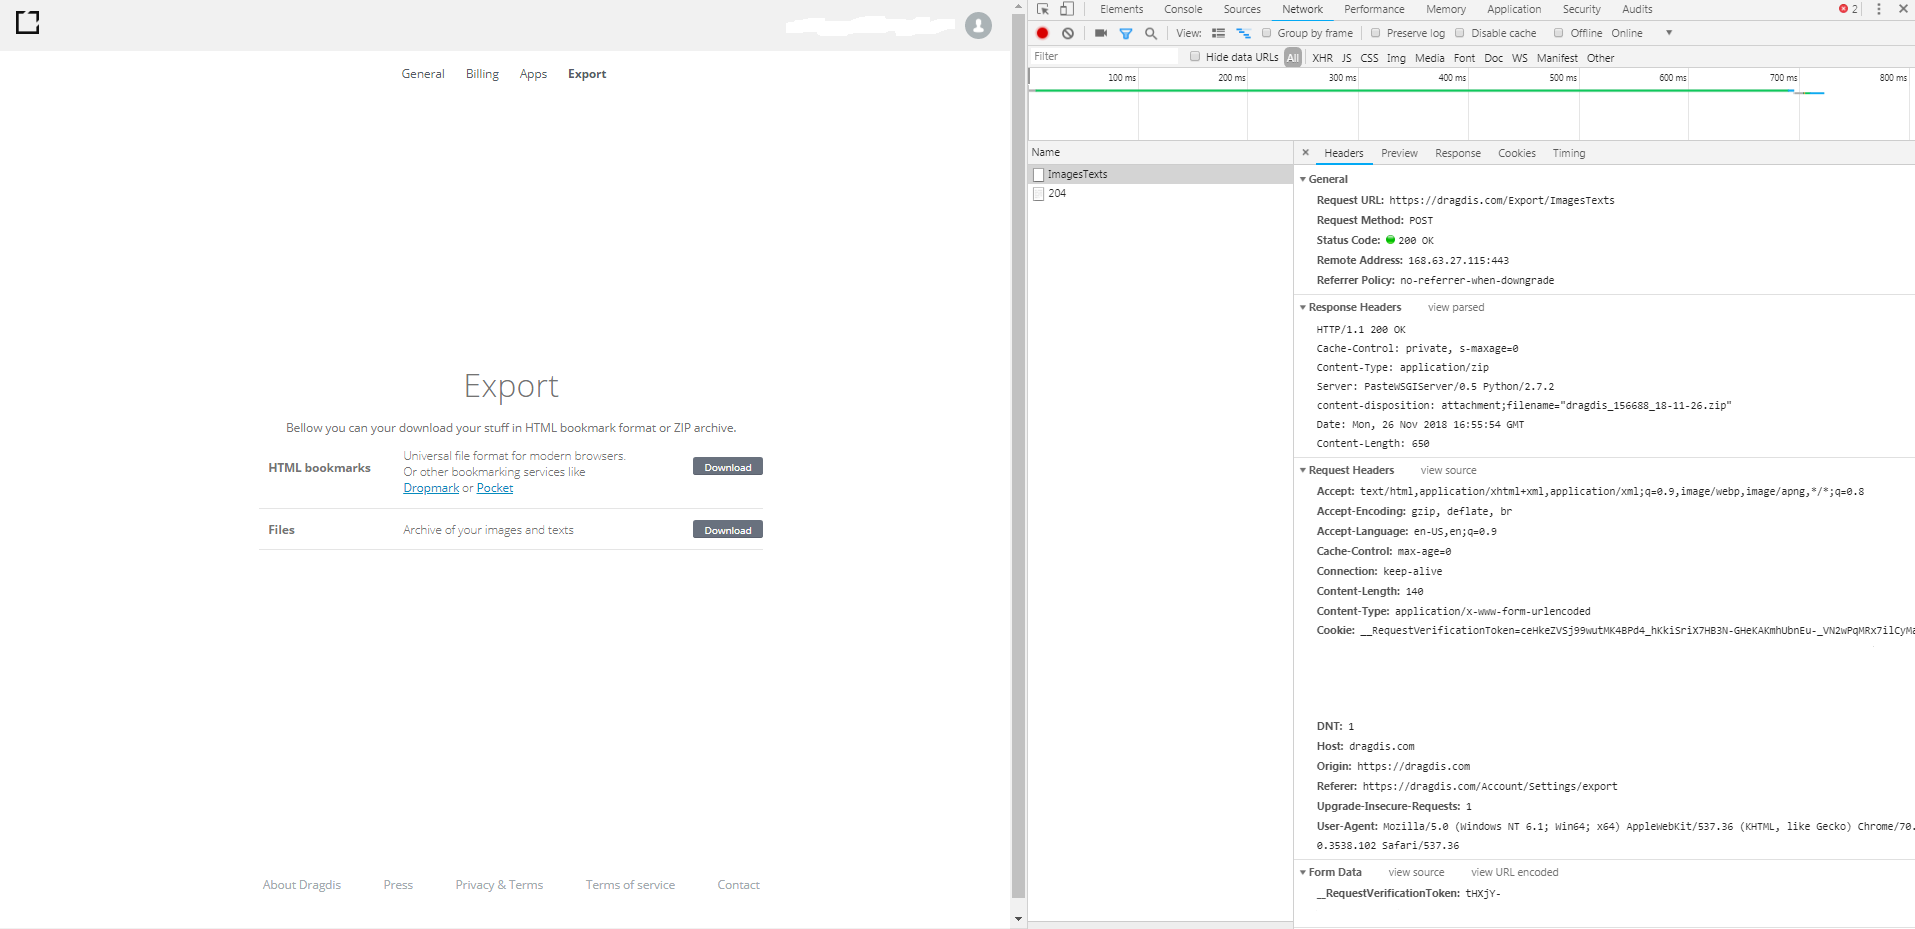 General Billing Apps Export
Export
Bellow you can your download your stuff in HTML bookmark format or ZIP archive.
HTML bookmarks
Universal file format for modern browsers.
Or other bookmarking services like
Dropmark or Pocket
Download
Files
Archive of your images and texts
Download
About Dragdis Press Privacy & Terms Terms of service Contact
Elements Console Sources Network Performance Memory Application Security Audits 2
View: Group by frame Preserve log Disable cache Offline Online
Filter Hide data URLs All XHR JS CSS Img Media Font Doc WS Manifest Other
100 ms 200 ms 300 ms 400 ms 500 ms 600 ms 700 ms 800 ms
Name
ImagesTexts
204
Headers Preview Response Cookies Timing
General
Request URL: https://dragdis.com/Export/ImagesTexts
Request Method: POST
Status Code: 200 OK
Remote Address: 168.63.27.115:443
Referrer Policy: no-referrer-when-downgrade
Response Headers view parsed
HTTP/1.1 200 OK
Cache-Control: private, s-maxage=0
Content-Type: application/zip
Server: PasteWSGIServer/0.5 Python/2.7.2
content-disposition: attachment;filename="dragdis_156688_18-11-26.zip"
Date: Mon, 26 Nov 2018 16:55:54 GMT
Content-Length: 650
Request Headers view source
Accept: text/html,application/xhtml+xml,application/xml;q=0.9,image/webp,image/apng,*/*;q=0.8
Accept-Encoding: gzip, deflate, br
Accept-Language: en-US,en;q=0.9
Cache-Control: max-age=0
Connection: keep-alive
Content-Length: 140
Content-Type: application/x-www-form-urlencoded
Cookie: __RequestVerificationToken=ceHkeZVSj99wutMK4BPd4_hKkiSriX7HB3N-GHeKAKmhUbnEu-_VN2wPqMRx7ilCyMa
DNT: 1
Host: dragdis.com
Origin: https://dragdis.com
Referer: https://dragdis.com/Account/Settings/export
Upgrade-Insecure-Requests: 1
User-Agent: Mozilla/5.0 (Windows NT 6.1; Win64; x64) AppleWebKit/537.36 (KHTML, like Gecko) Chrome/70.
0.3538.102 Safari/537.36
Form Data view source view URL encoded
__RequestVerificationToken: tHXjY-